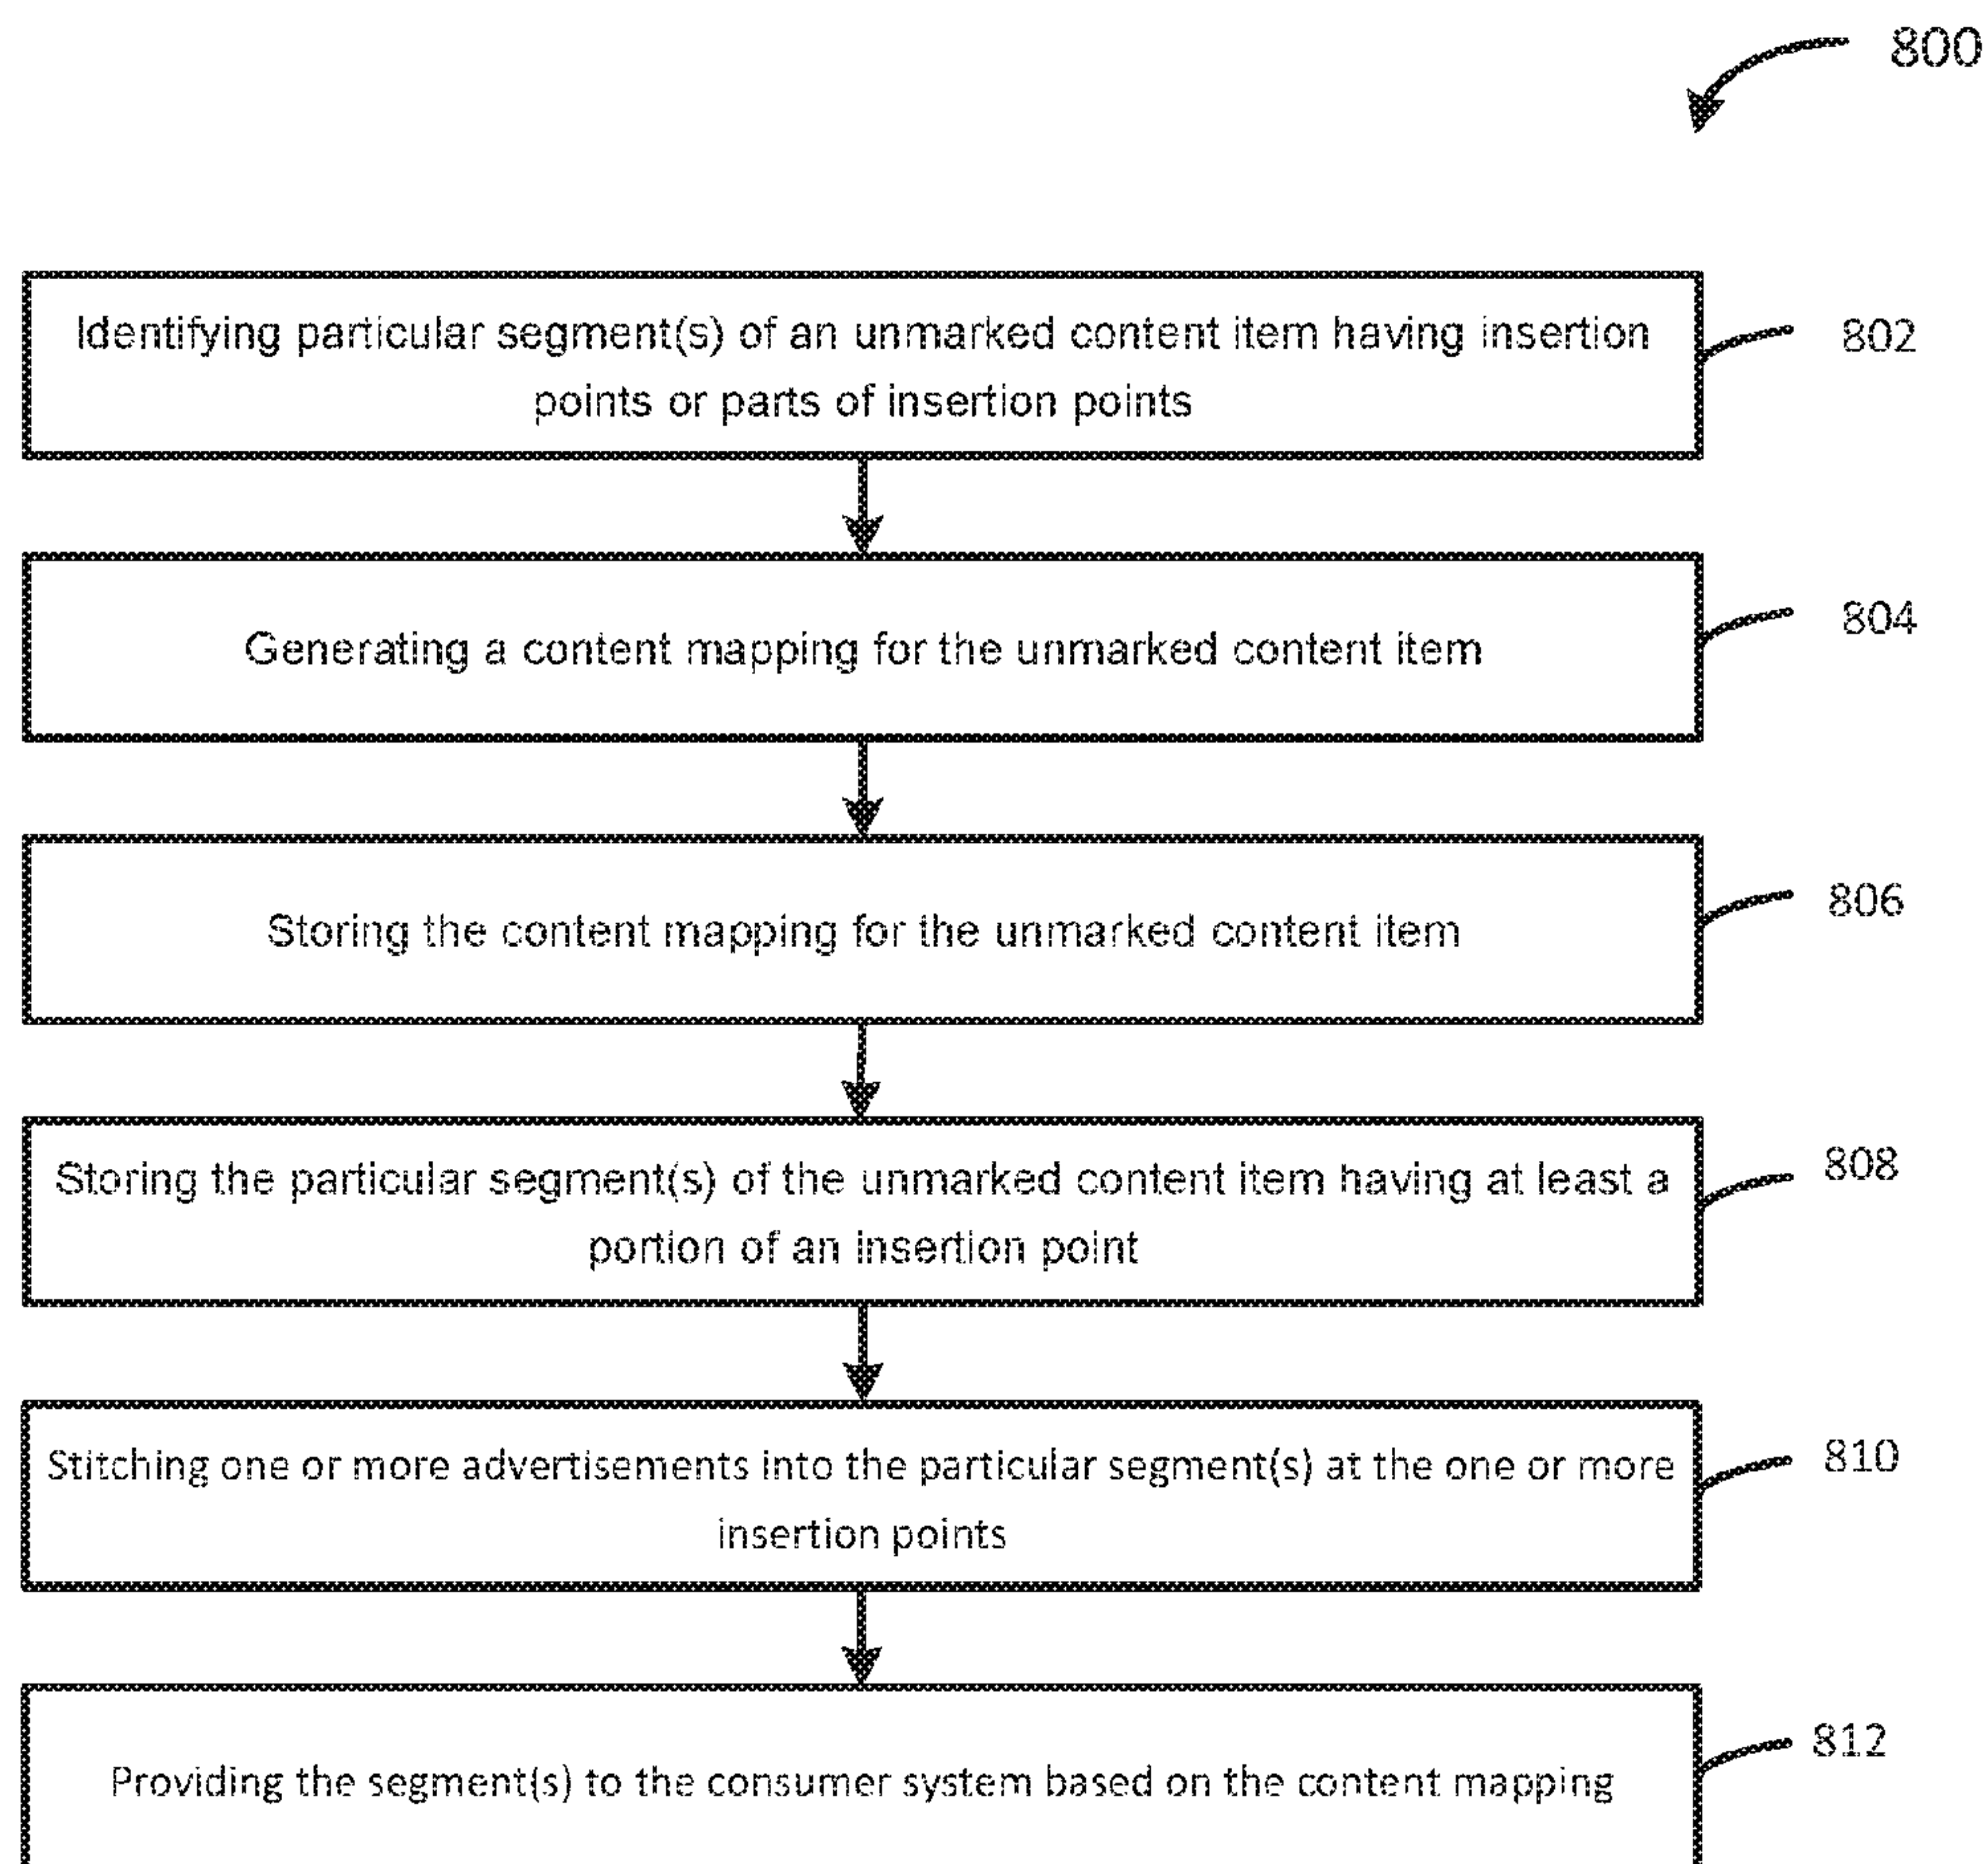 800
Identifying particular segment(s) of an unmarked content item having insertion
points or parts of insertion points
802
Generating a content mapping for the unmarked content item
804
Storing the content mapping for the unmarked content item
806
Storing the particular segment(s) of the unmarked content item having at least a
portion of an insertion point
808
Stitching one or more advertisements into the particular segment(s) at the one or more
insertion points
810
Providing the segment(s) to the consumer system based on the content mapping
812